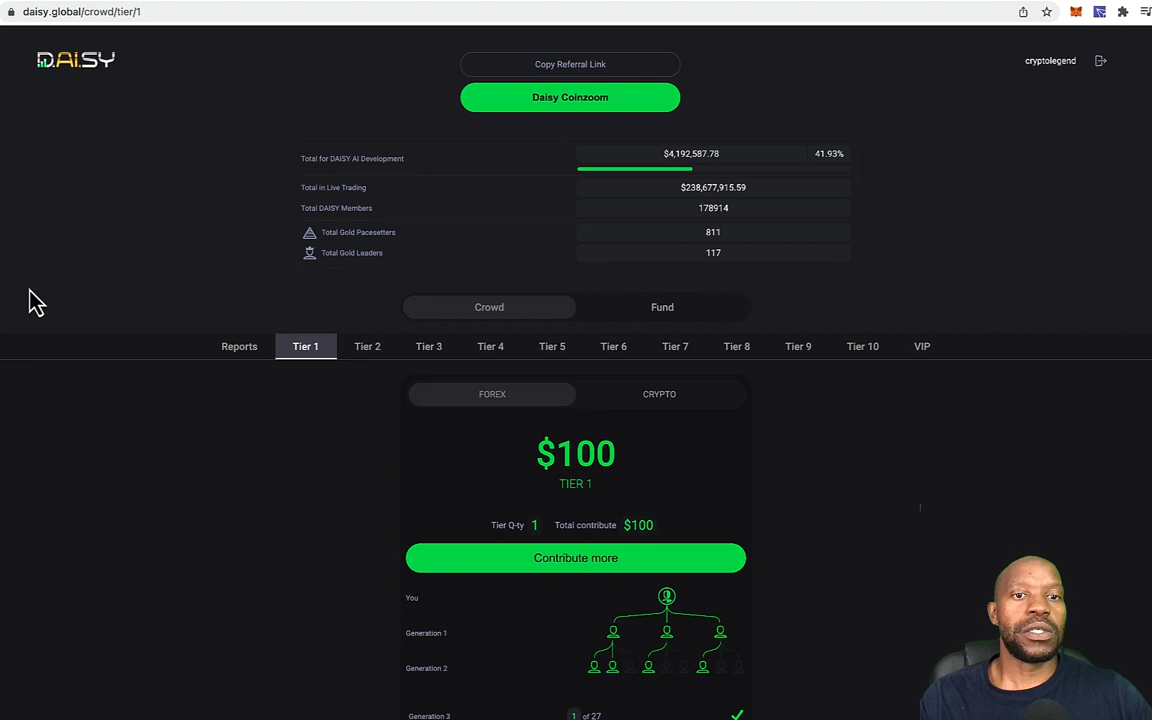 daisy.global/crowd/tier/1
D.AI.SY
Copy Referral Link
cryptolegend
Daisy Coinzoom
Total for DAISY AI Development $4,192,587.78 41.93%
Total in Live Trading $238,677,915.59
Total DAISY Members 178914
Total Gold Pacesetters 811
Total Gold Leaders 117
Crowd Fund
Reports Tier 1 Tier 2 Tier 3 Tier 4 Tier 5 Tier 6 Tier 7 Tier 8 Tier 9 Tier 10 VIP
FOREX CRYPTO
$100
TIER 1
Tier Q-ty 1 Total contribute $100
Contribute more
You
Generation 1
Generation 2
Generation 3 1 of 27